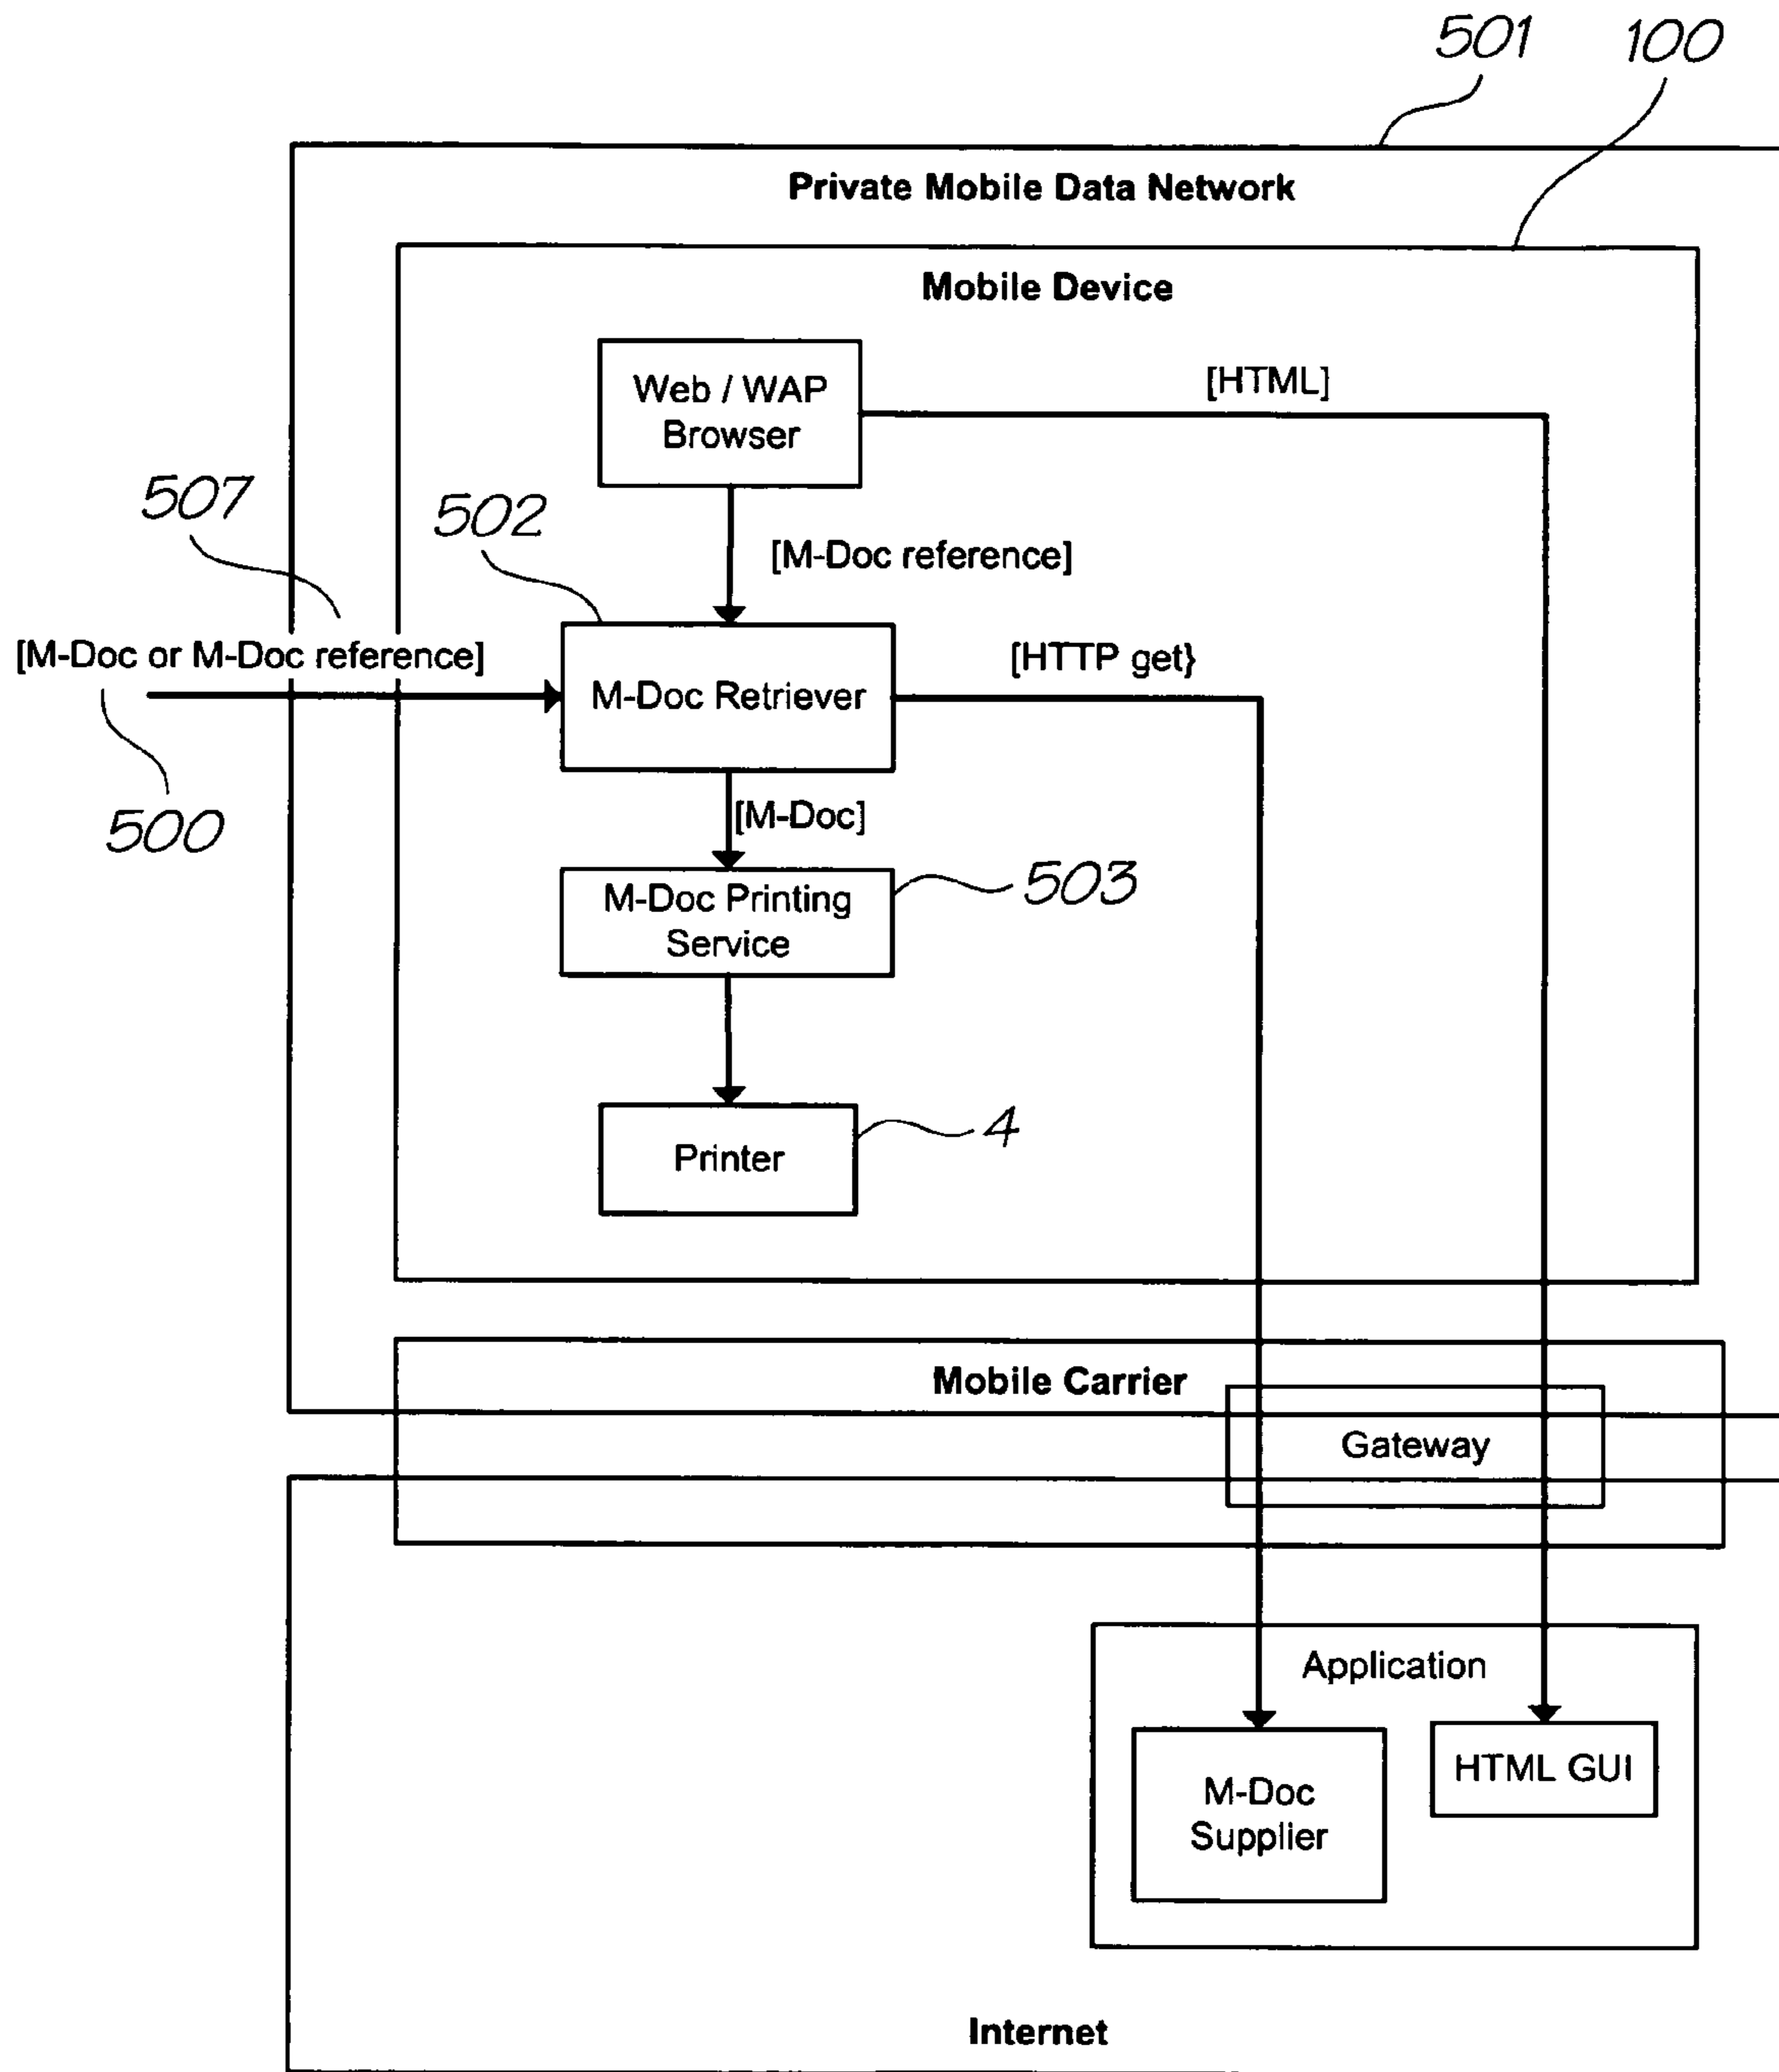 501
100
Private Mobile Data Network
Mobile Device
Web / WAP
Browser
[HTML]
507
502
[M-Doc reference]
[M-Doc or M-Doc reference]
M-Doc Retriever
[HTTP get}
500
[M-Doc]
M-Doc Printing
Service
503
Printer
4
Mobile Carrier
Gateway
Application
M-Doc
Supplier
HTML GUI
Internet